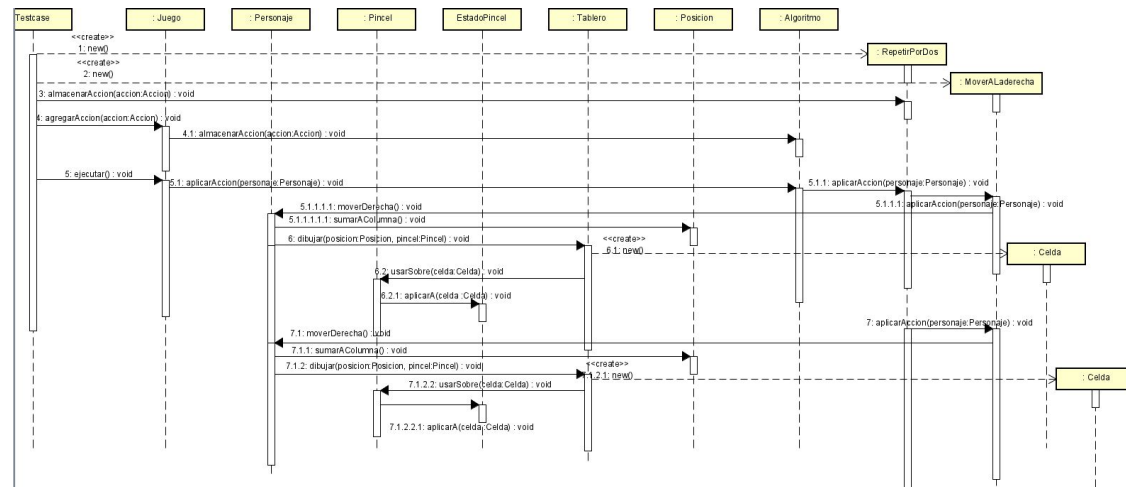 Testcase
: Juego
: Personaje
: Pincel
EstadoPincel
: Tablero
: Posicion
: Algoritmo
<<create>>
1: new()
: RepetirPorDos
<<create>>
2: new()
: MoverALaderecha
3: almacenarAccion(accion:Accion) : void
4: agregarAccion(accion:Accion) : void
4.1: almacenarAccion(accion:Accion) : void
5: ejecutar() : void
5.1: aplicarAccion(personaje:Personaje) : void
5.1.1: aplicarAccion(personaje:Personaje) : void
5.1.1.1.1: moverDerecha() : void
5.1.1.1: aplicarAccion(personaje:Personaje) : void
5.1.1.1.1.1: sumarAColumna() : void
6: dibujar(posicion:Posicion, pincel:Pincel) : void
<<create>>
6.1: new()
: Celda
6.2: usarSobre(celda:Celda) : void
6.2.1: aplicarA(celda :Celda) : void
7: aplicarAccion(personaje:Personaje) : void
7.1: moverDerecha() : void
7.1.1: sumarAColumna() : void
7.1.2: dibujar(posicion:Posicion, pincel:Pincel) : void
<<create>>
.1.2.1: new()
: Celda
7.1.2.2: usarSobre(celda:Celda) : void
7.1.2.2.1: aplicarA(celda:Celda) : void